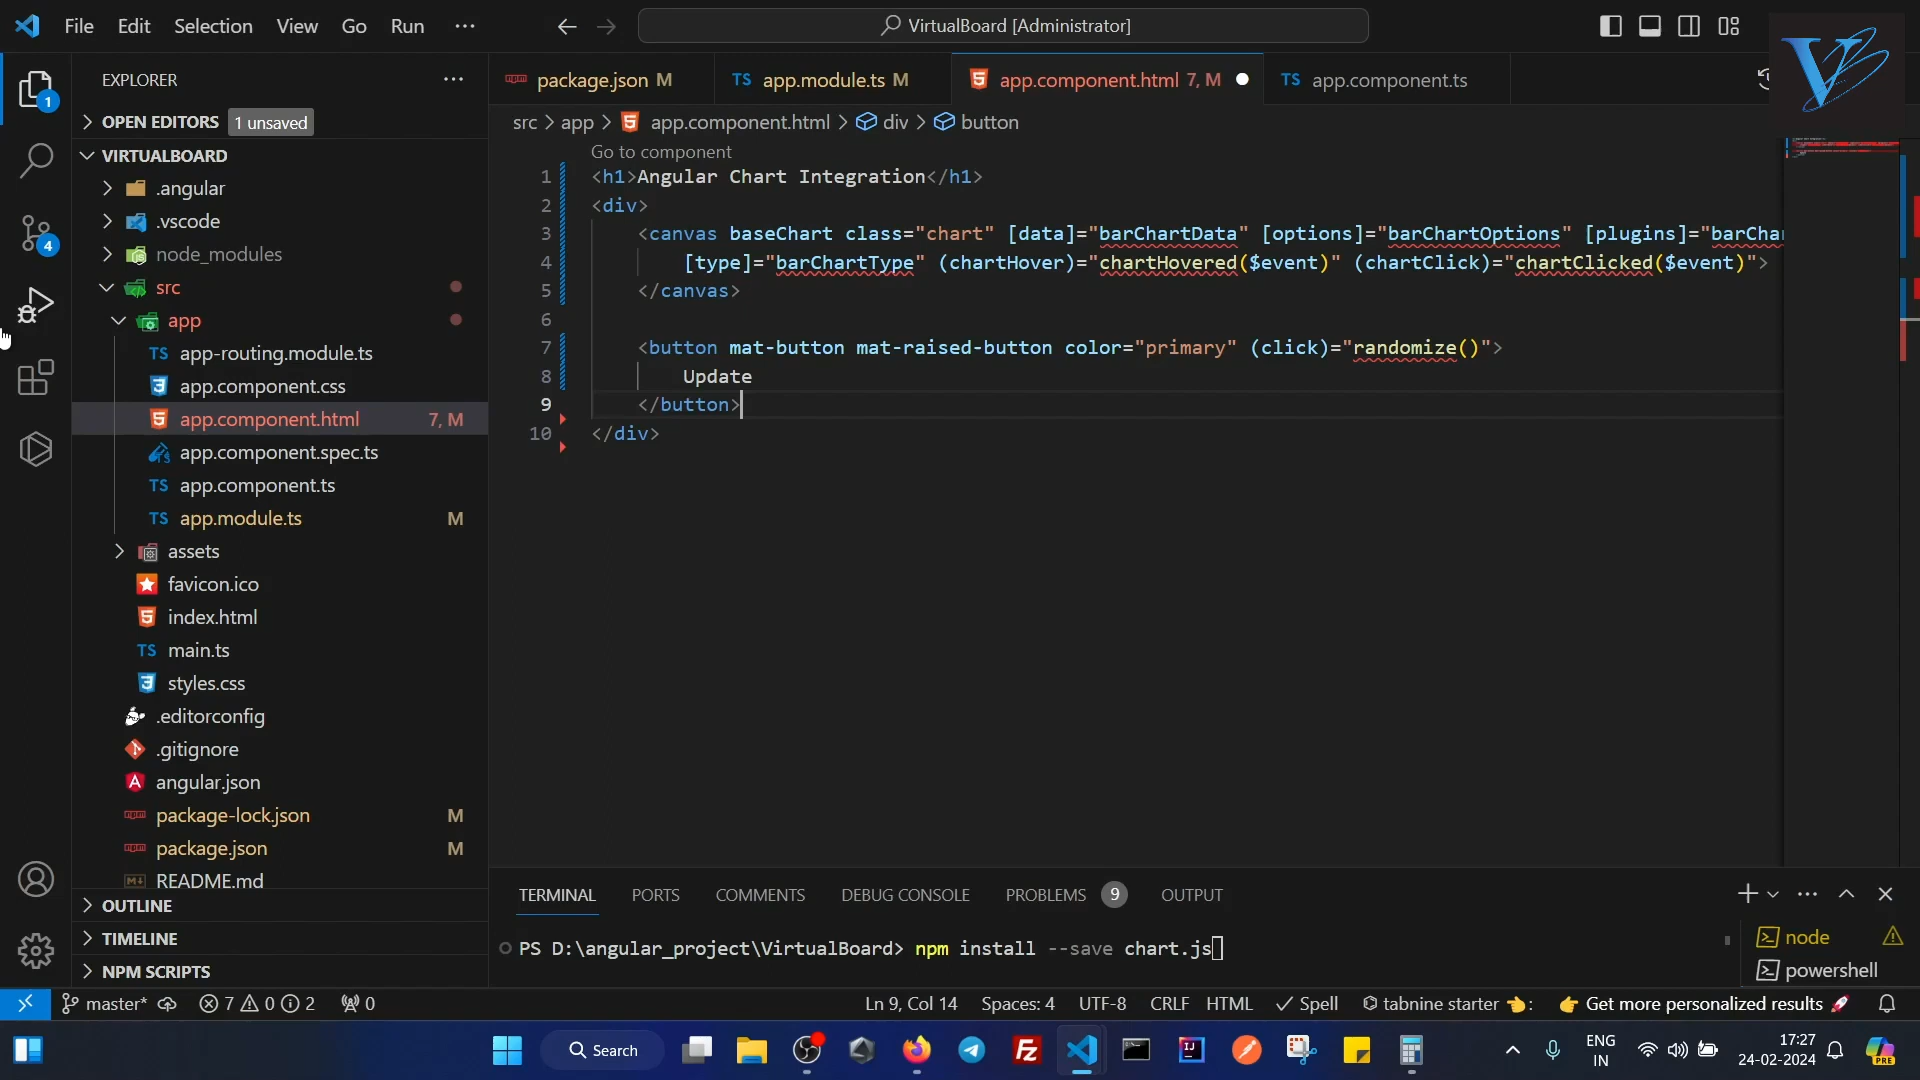 File Edit Selection View Go Run ···
VirtualBoard [Administrator]
EXPLORER
OPEN EDITORS 1 unsaved
VIRTUALBOARD
.angular
.vscode
node_modules
src
app
app-routing.module.ts
app.component.css
app.component.html 7, M
app.component.spec.ts
app.component.ts
app.module.ts M
assets
favicon.ico
index.html
main.ts
styles.css
.editorconfig
.gitignore
angular.json
package-lock.json M
package.json M
README.md
OUTLINE
TIMELINE
NPM SCRIPTS
1
4
package.json M
TS app.module.ts M
app.component.html 7, M
TS app.component.ts
src > app > app.component.html > div > button
Go to component
1 <h1>Angular Chart Integration</h1>
2 <div>
3 <canvas baseChart class="chart" [data]="barChartData" [options]="barChartOptions" [plugins]="barChar
4 [type]="barChartType" (chartHover)="chartHovered($event)" (chartClick)="chartClicked($event)">
5 </canvas>
6
7 <button mat-button mat-raised-button color="primary" (click)="randomize()">
8 Update
9 </button>
10 </div>
TERMINAL PORTS COMMENTS DEBUG CONSOLE PROBLEMS 9 OUTPUT
PS D:\angular_project\VirtualBoard> npm install --save chart.js
node
powershell
master* 7 0 2 0
Ln 9, Col 14 Spaces: 4 UTF-8 CRLF HTML Spell tabnine starter 👈: 👉 Get more personalized results 🚀
Search
ENG
IN
17:27
24-02-2024
PRE